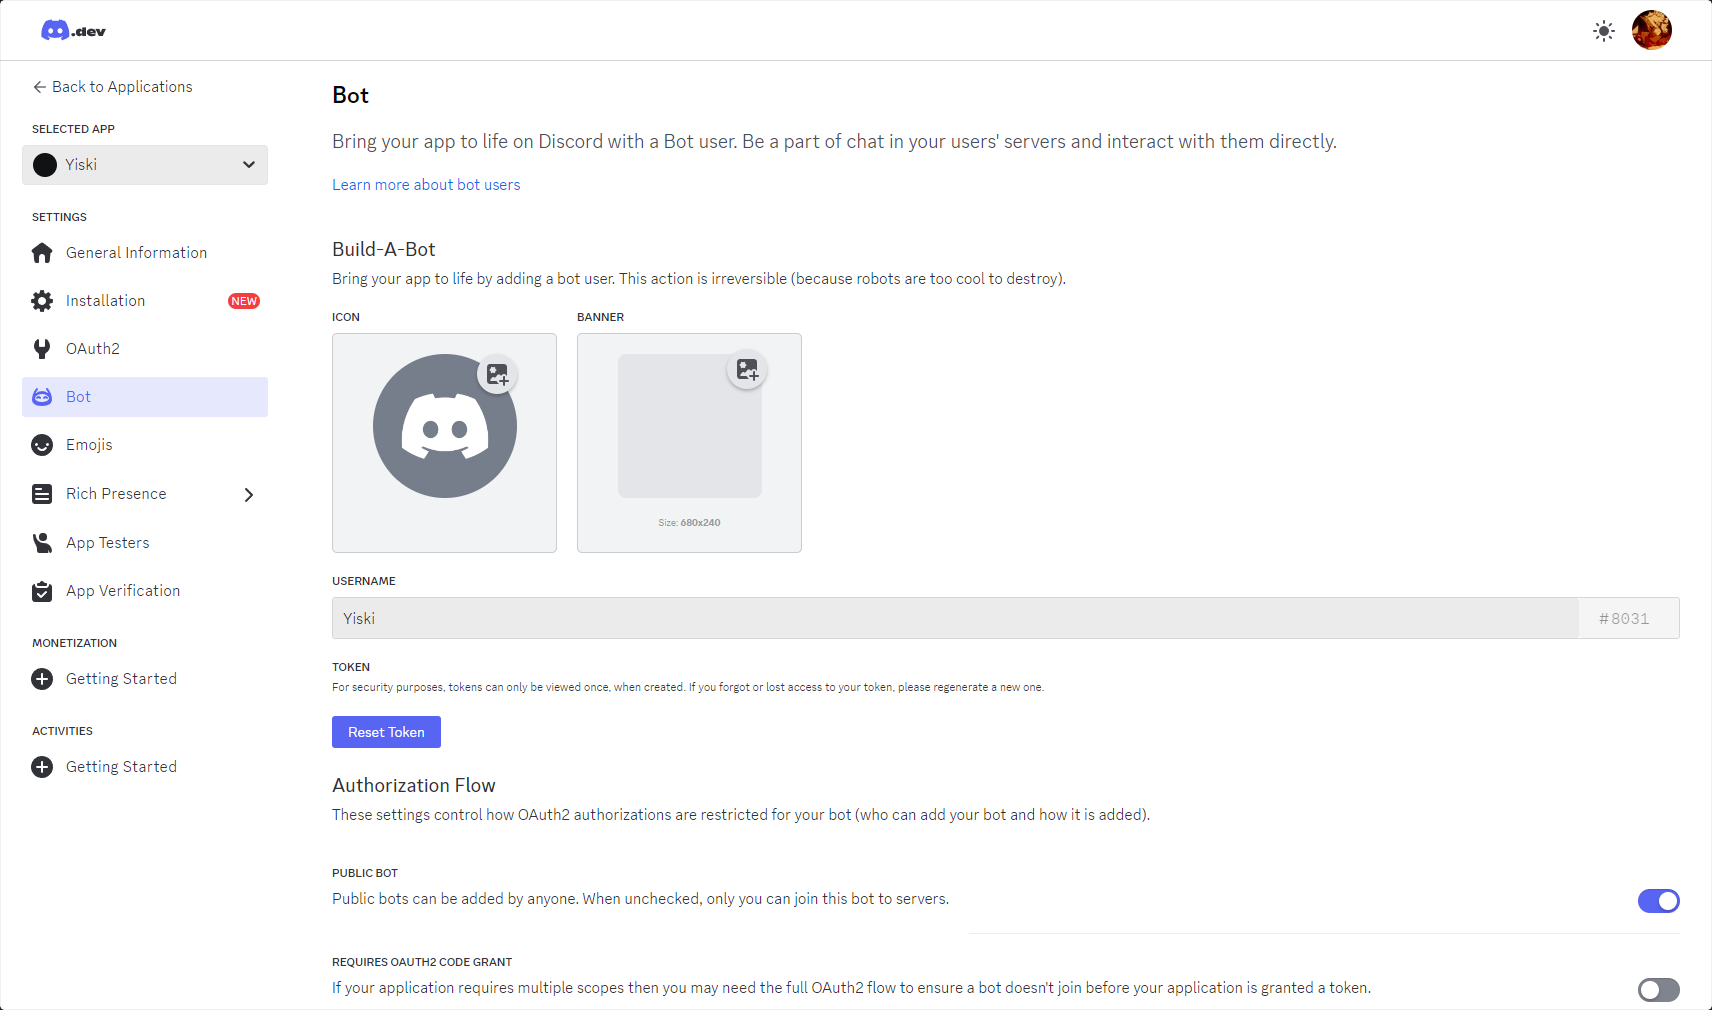 .dev
Back to Applications
SELECTED APP
Yiski
SETTINGS
General Information
Installation
NEW
OAuth2
Bot
Emojis
Rich Presence
App Testers
App Verification
MONETIZATION
Getting Started
ACTIVITIES
Getting Started
Bot
Bring your app to life on Discord with a Bot user. Be a part of chat in your users' servers and interact with them directly.
Learn more about bot users
Build-A-Bot
Bring your app to life by adding a bot user. This action is irreversible (because robots are too cool to destroy).
ICON
BANNER
Size: 680x240
USERNAME
Yiski
#8031
TOKEN
For security purposes, tokens can only be viewed once, when created. If you forgot or lost access to your token, please regenerate a new one.
Reset Token
Authorization Flow
These settings control how OAuth2 authorizations are restricted for your bot (who can add your bot and how it is added).
PUBLIC BOT
Public bots can be added by anyone. When unchecked, only you can join this bot to servers.
REQUIRES OAUTH2 CODE GRANT
If your application requires multiple scopes then you may need the full OAuth2 flow to ensure a bot doesn't join before your application is granted a token.